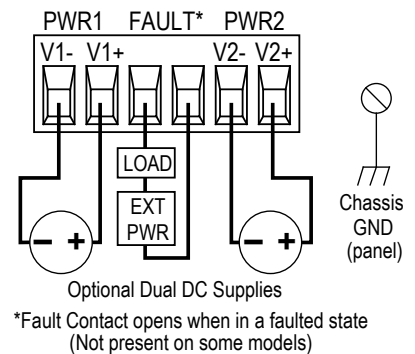 PWR1 FAULT* PWR2
V1- V1+ V2- V2+
LOAD
EXT
PWR
- + - +
Chassis
GND
(panel)
Optional Dual DC Supplies
*Fault Contact opens when in a faulted state
(Not present on some models)